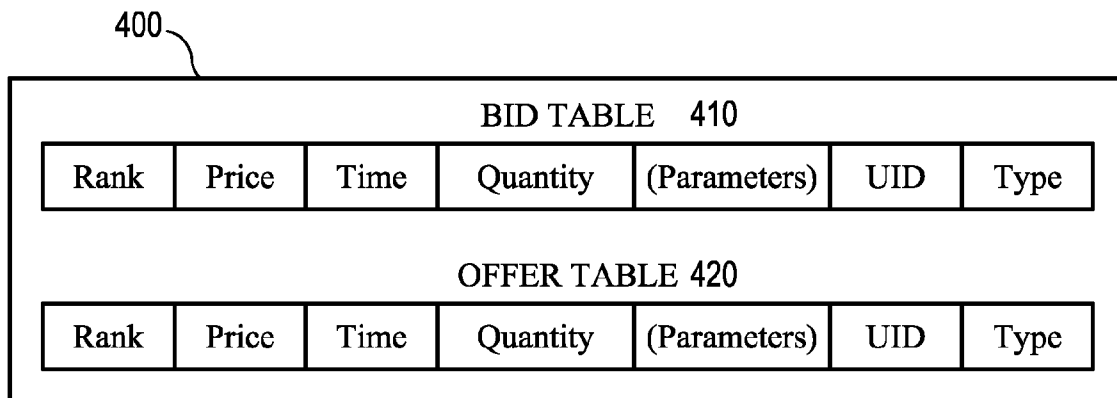 400
BID TABLE 410
Rank Price Time Quantity (Parameters) UID Type
OFFER TABLE 420
Rank Price Time Quantity (Parameters) UID Type